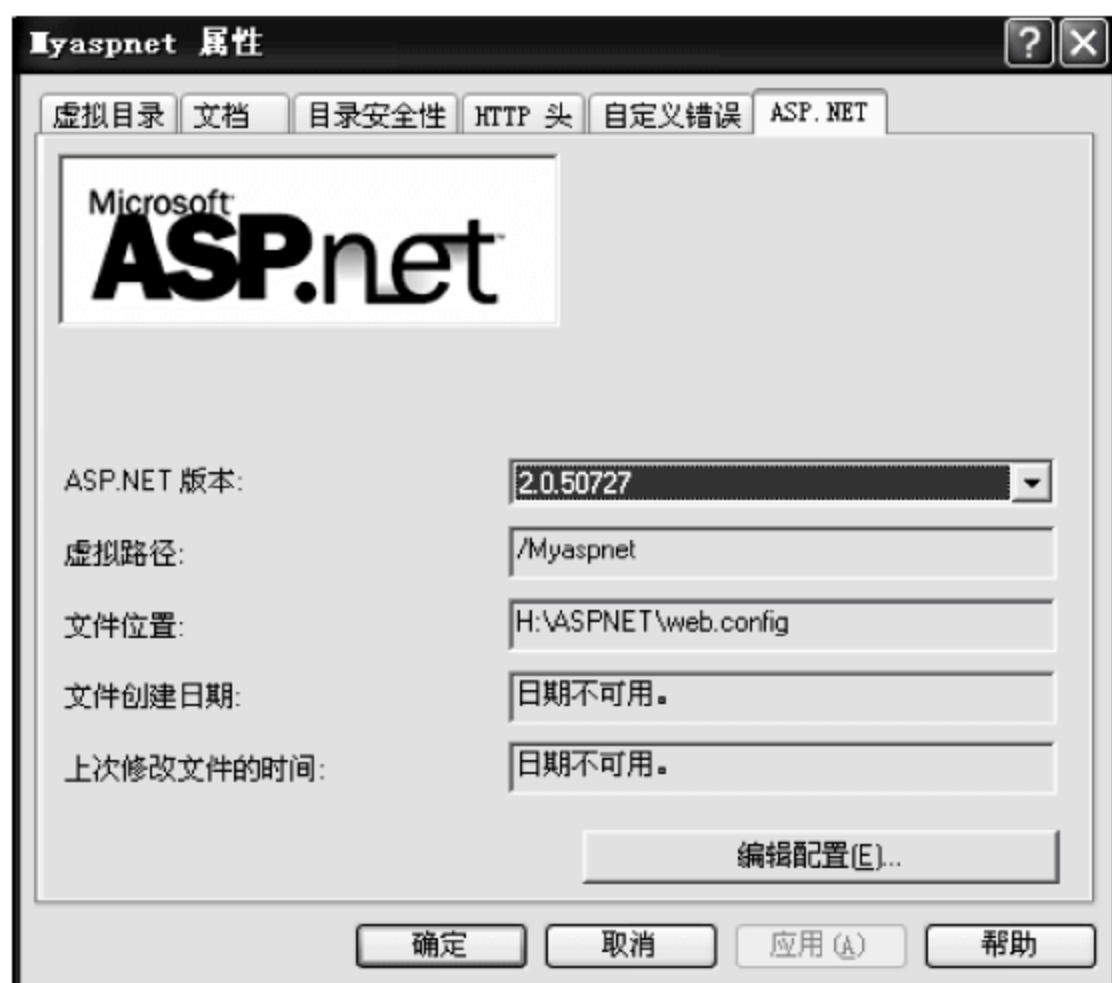 Myaspnet 属性
虚拟目录 文档 目录安全性 HTTP 头 自定义错误 ASP.NET
Microsoft
ASP.net
ASP.NET 版本: 2.0.50727
虚拟路径: /Myaspnet
文件位置: H:\ASPNET\web.config
文件创建日期: 日期不可用。
上次修改文件的时间: 日期不可用。
编辑配置(E)...
确定 取消 应用(A) 帮助